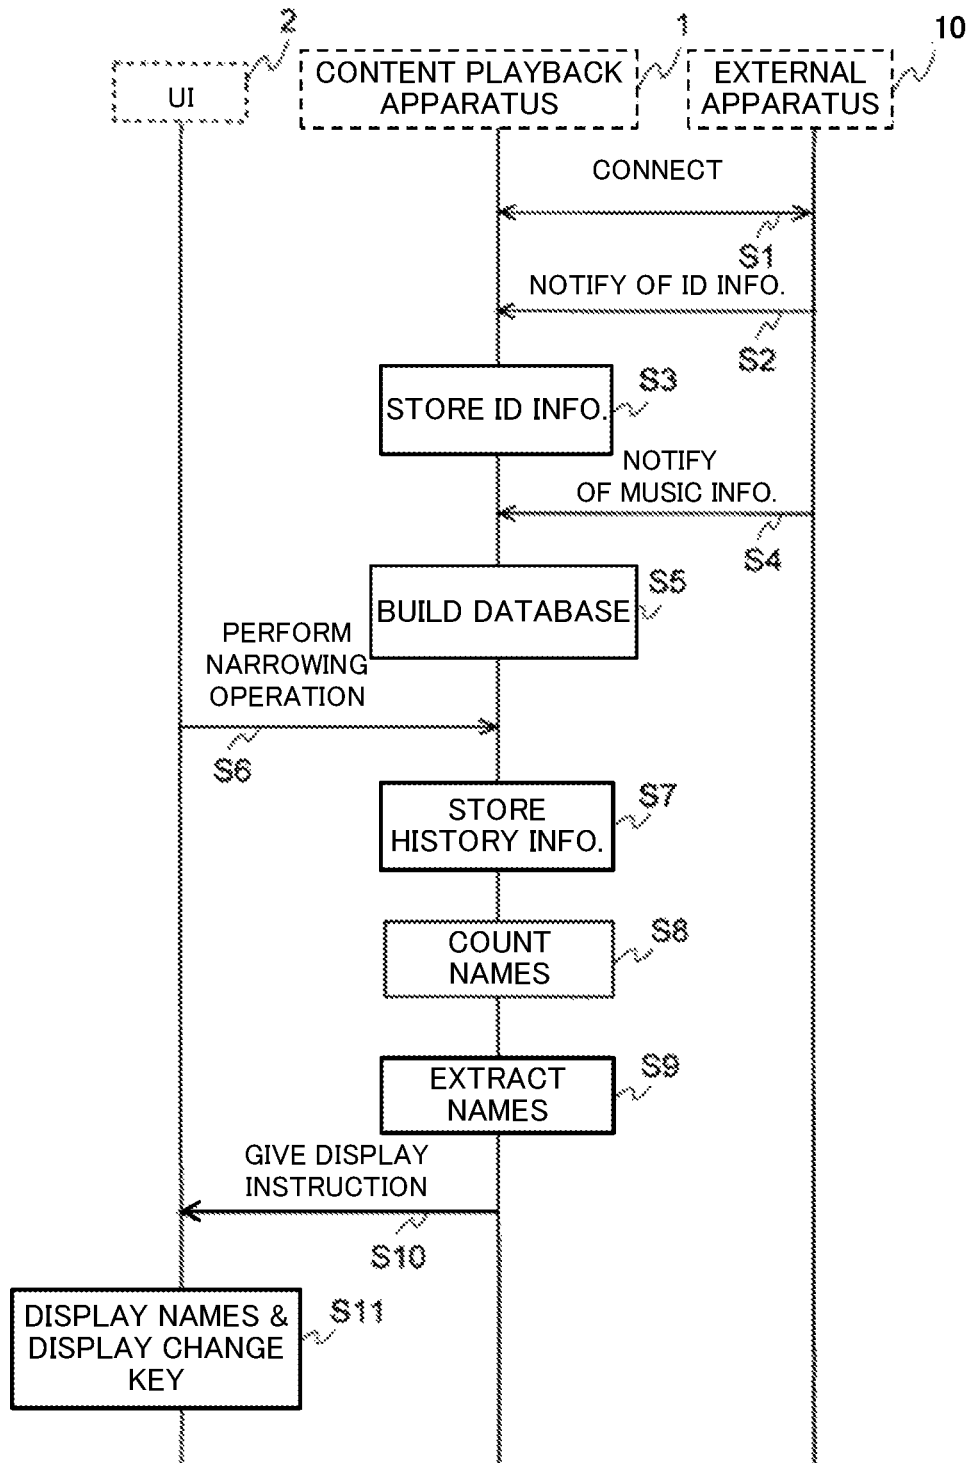 2
1
10
UI
CONTENT PLAYBACK
APPARATUS
EXTERNAL
APPARATUS
CONNECT
S1
NOTIFY OF ID INFO.
S2
S3
STORE ID INFO.
NOTIFY
OF MUSIC INFO.
S4
S5
BUILD DATABASE
PERFORM
NARROWING
OPERATION
S6
S7
STORE
HISTORY INFO.
S8
COUNT
NAMES
S9
EXTRACT
NAMES
GIVE DISPLAY
INSTRUCTION
S10
S11
DISPLAY NAMES &
DISPLAY CHANGE
KEY